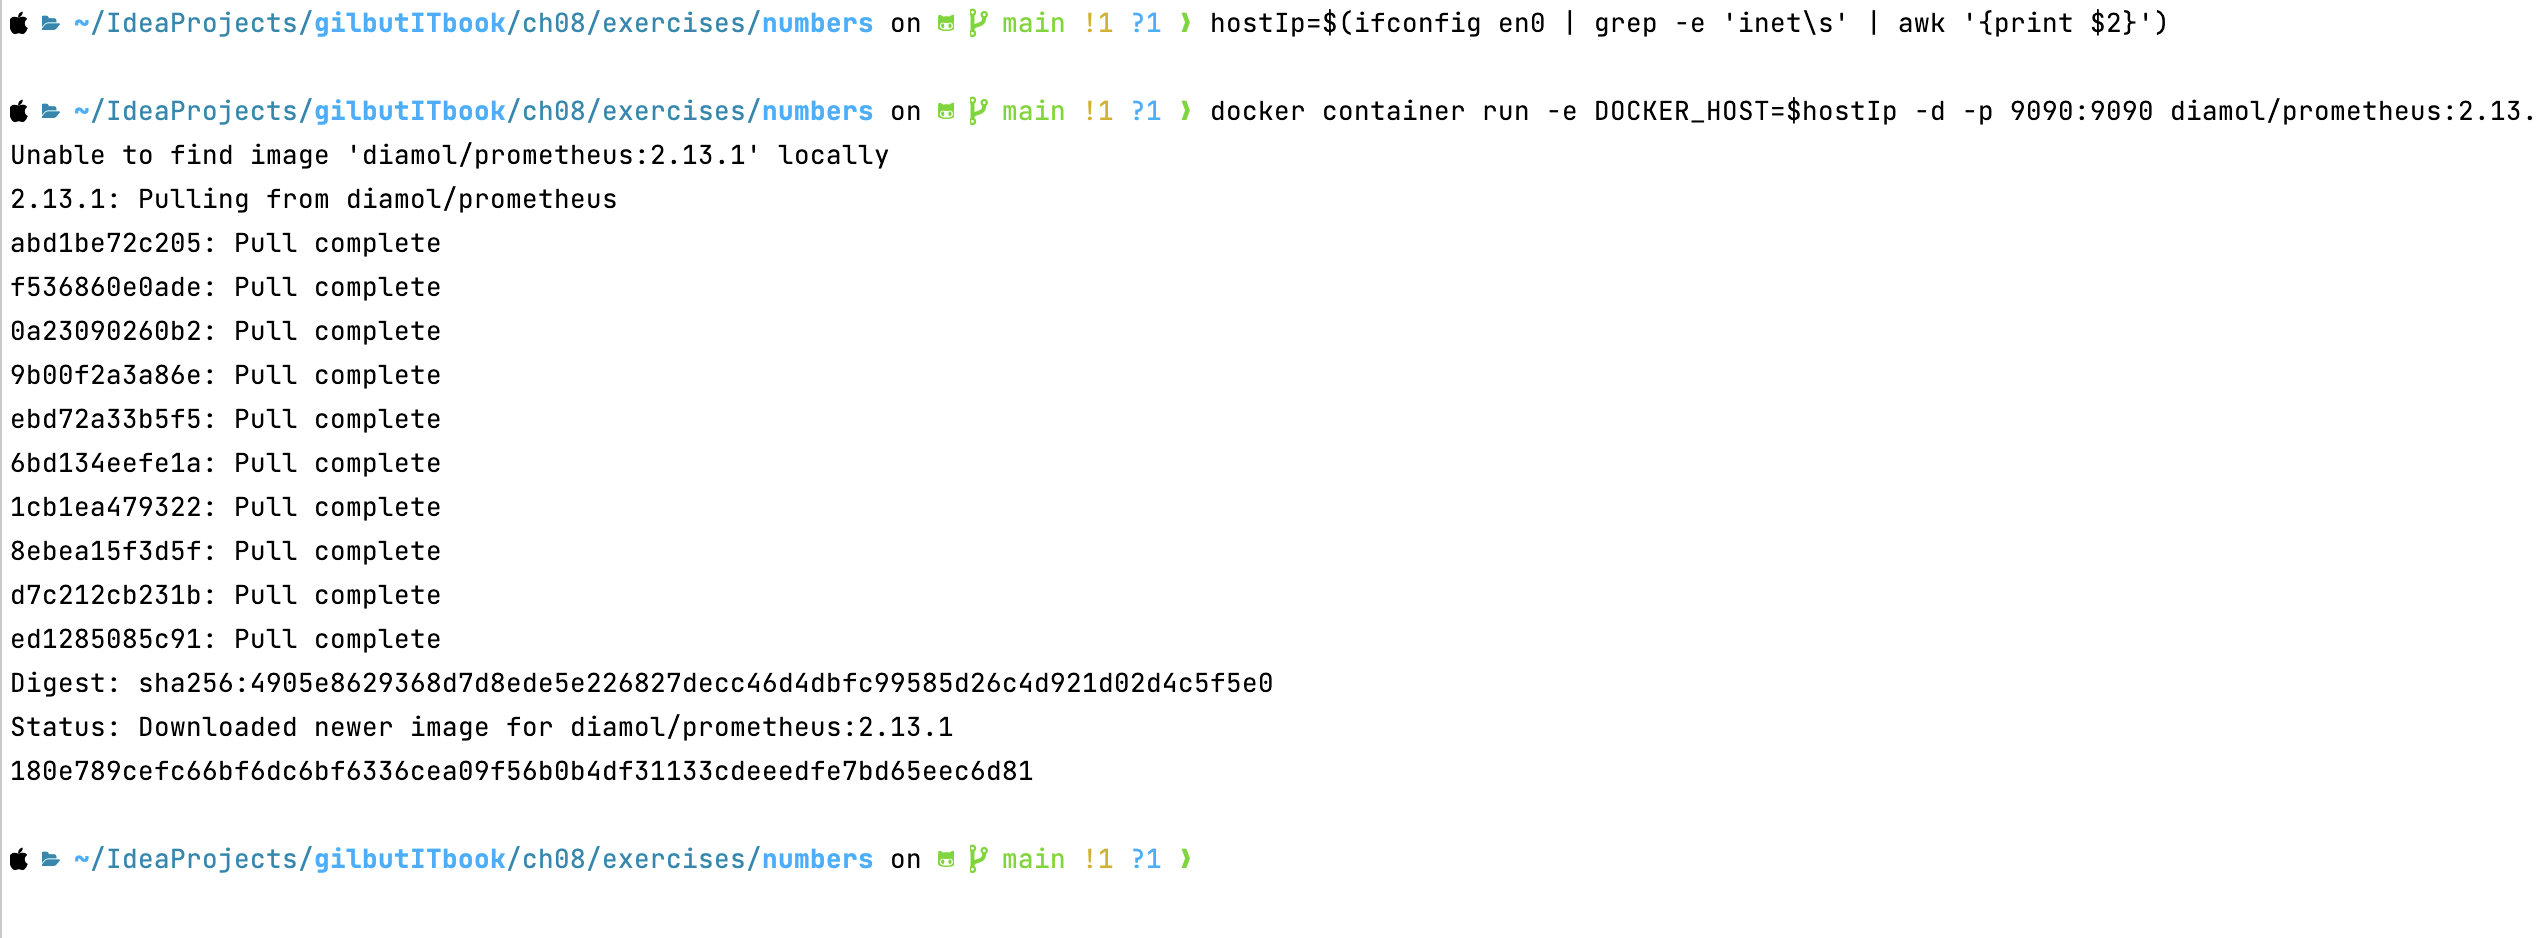 ~/IdeaProjects/gilbutITbook/ch08/exercises/numbers on main !1 ?1 ❱ hostIp=$(ifconfig en0 | grep -e 'inet\s' | awk '{print $2}')
~/IdeaProjects/gilbutITbook/ch08/exercises/numbers on main !1 ?1 ❱ docker container run -e DOCKER_HOST=$hostIp -d -p 9090:9090 diamol/prometheus:2.13.
Unable to find image 'diamol/prometheus:2.13.1' locally
2.13.1: Pulling from diamol/prometheus
abd1be72c205: Pull complete
f536860e0ade: Pull complete
0a23090260b2: Pull complete
9b00f2a3a86e: Pull complete
ebd72a33b5f5: Pull complete
6bd134eefe1a: Pull complete
1cb1ea479322: Pull complete
8ebea15f3d5f: Pull complete
d7c212cb231b: Pull complete
ed1285085c91: Pull complete
Digest: sha256:4905e8629368d7d8ede5e226827decc46d4dbfc99585d26c4d921d02d4c5f5e0
Status: Downloaded newer image for diamol/prometheus:2.13.1
180e789cefc66bf6dc6bf6336cea09f56b0b4df31133cdeeedfe7bd65eec6d81
~/IdeaProjects/gilbutITbook/ch08/exercises/numbers on main !1 ?1 ❱